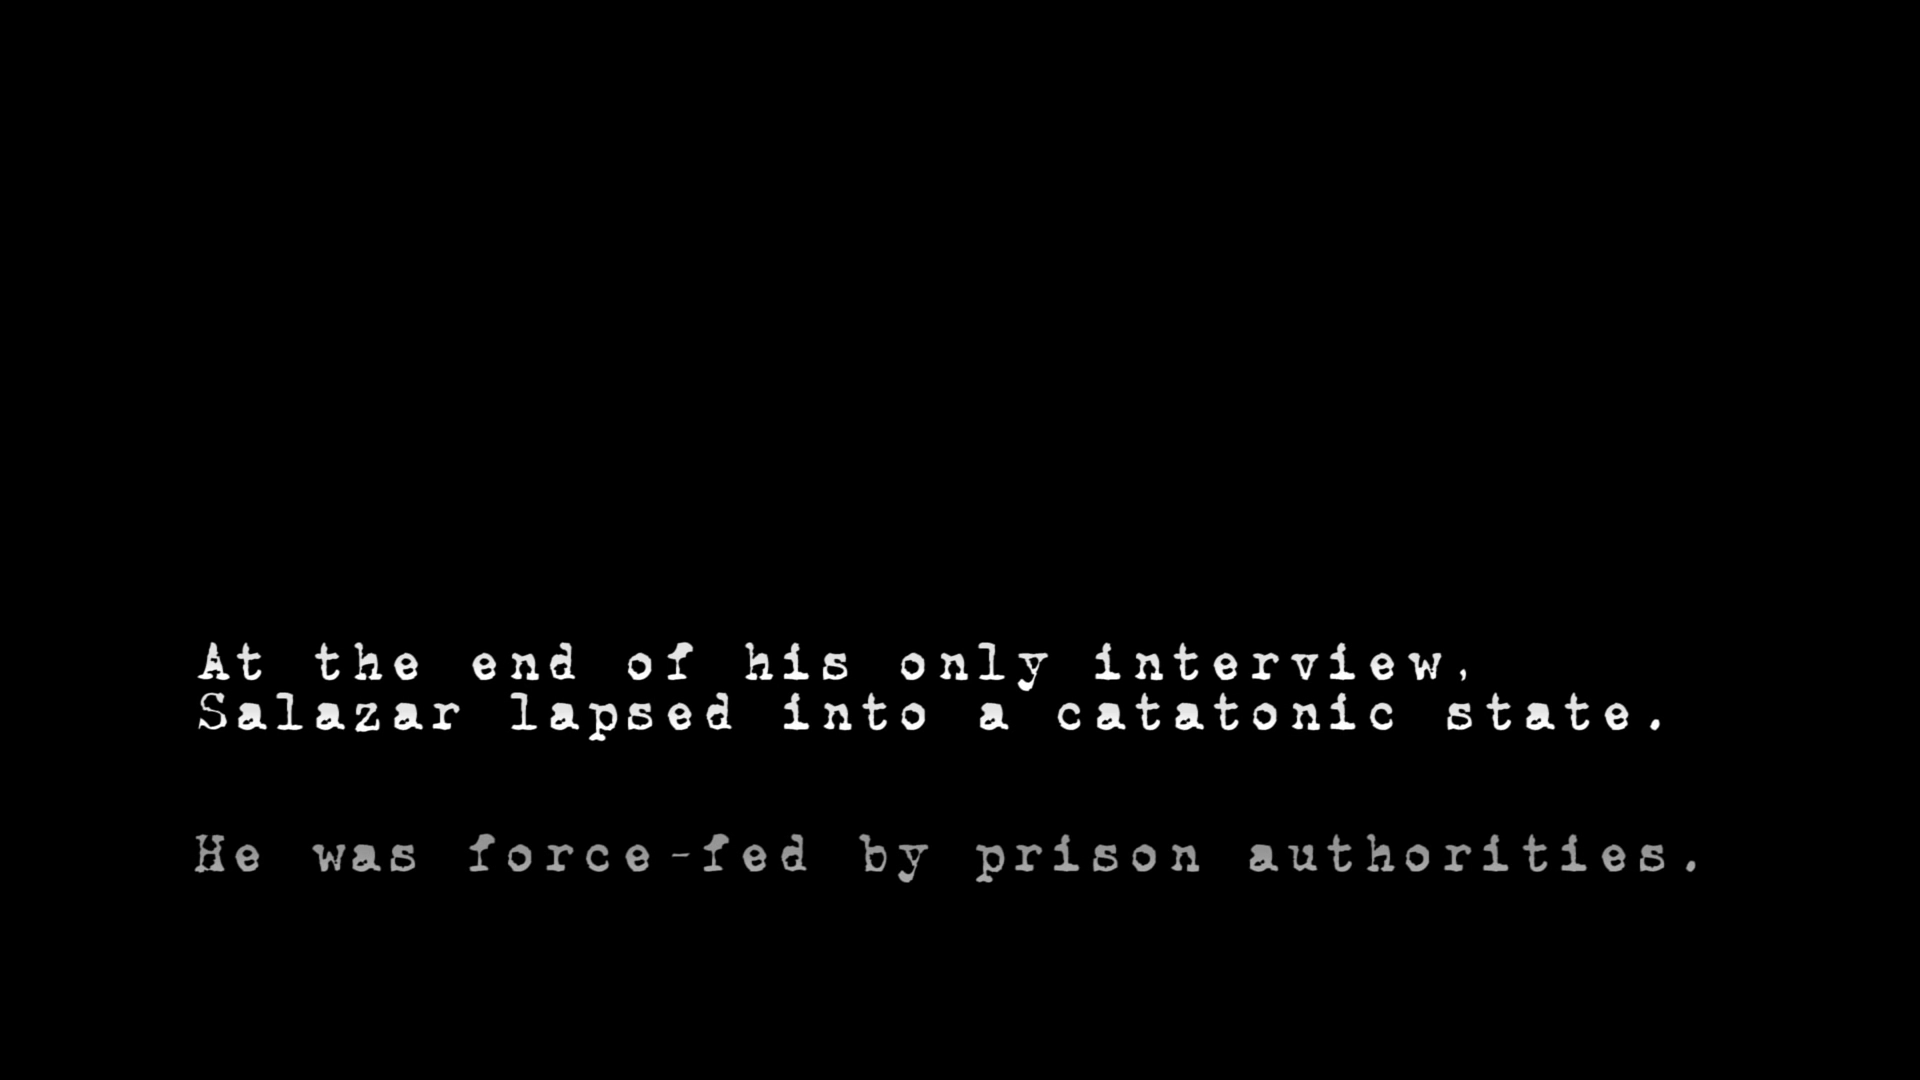 At the end of his only interview,
Salazar lapsed into a catatonic state.
He was force-fed by prison authorities.